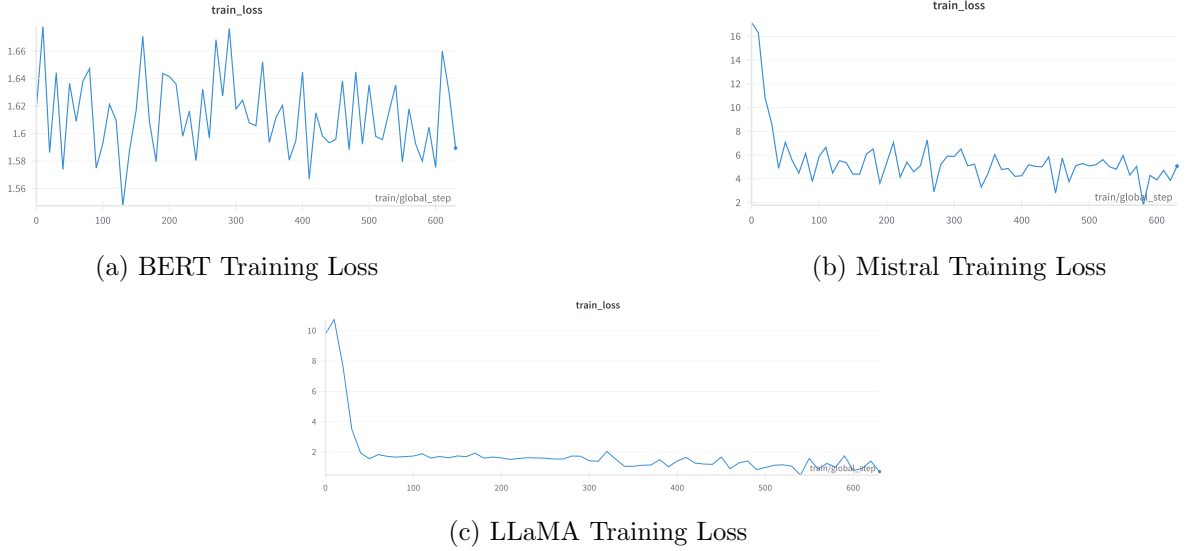 train_loss
1.66
1.64
1.62
1.6
1.58
1.56
train/global_step
0 100 200 300 400 500 600
(a) BERT Training Loss
train_loss
16
14
12
10
8
6
4
2
train/global_step
0 100 200 300 400 500 600
(b) Mistral Training Loss
train_loss
10
8
6
4
2
train/global_step
0 100 200 300 400 500 600
(c) LLaMA Training Loss